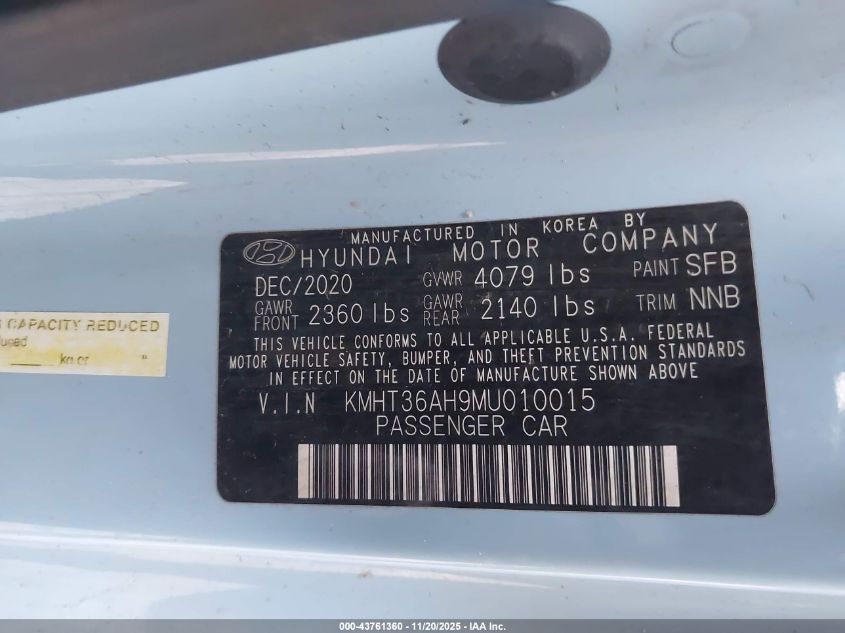 MANUFACTURED IN KOREA BY
HYUNDAI MOTOR COMPANY
DEC/2020 GVWR 4079 lbs PAINT SFB
GAWR FRONT 2360 lbs GAWR REAR 2140 lbs TRIM NNB
THIS VEHICLE CONFORMS TO ALL APPLICABLE U.S.A. FEDERAL
MOTOR VEHICLE SAFETY, BUMPER, AND THEFT PREVENTION STANDARDS
IN EFFECT ON THE DATE OF MANUFACTURE SHOWN ABOVE
V.I.N KMHT36AH9MU010015
PASSENGER CAR
CAPACITY REDUCED
kg or
000-43761360 - 11/20/2025 - IAA Inc.